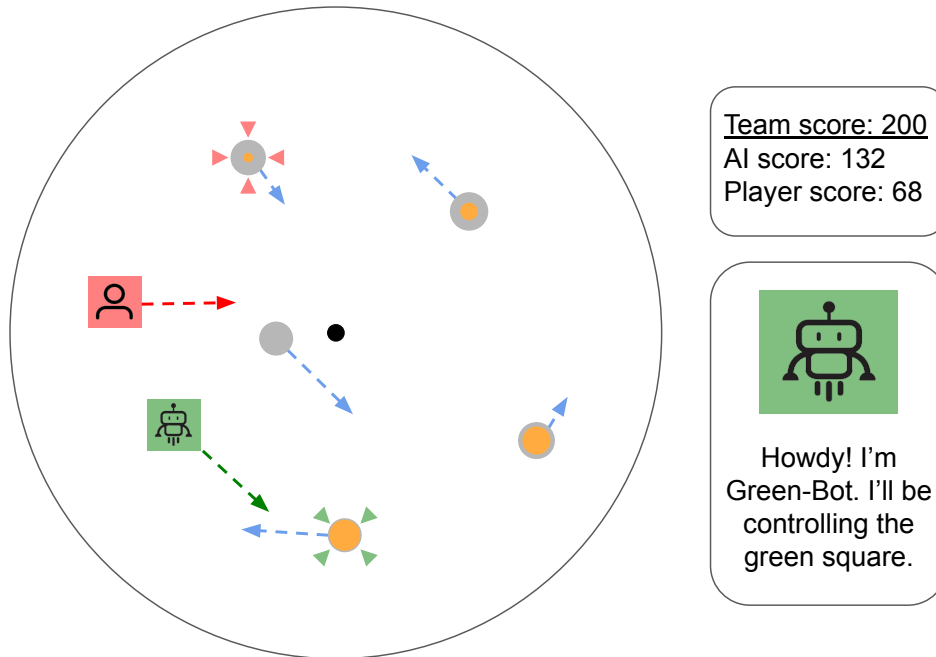 Team score: 200
AI score: 132
Player score: 68
Howdy! I’m
Green-Bot. I’ll be
controlling the
green square.